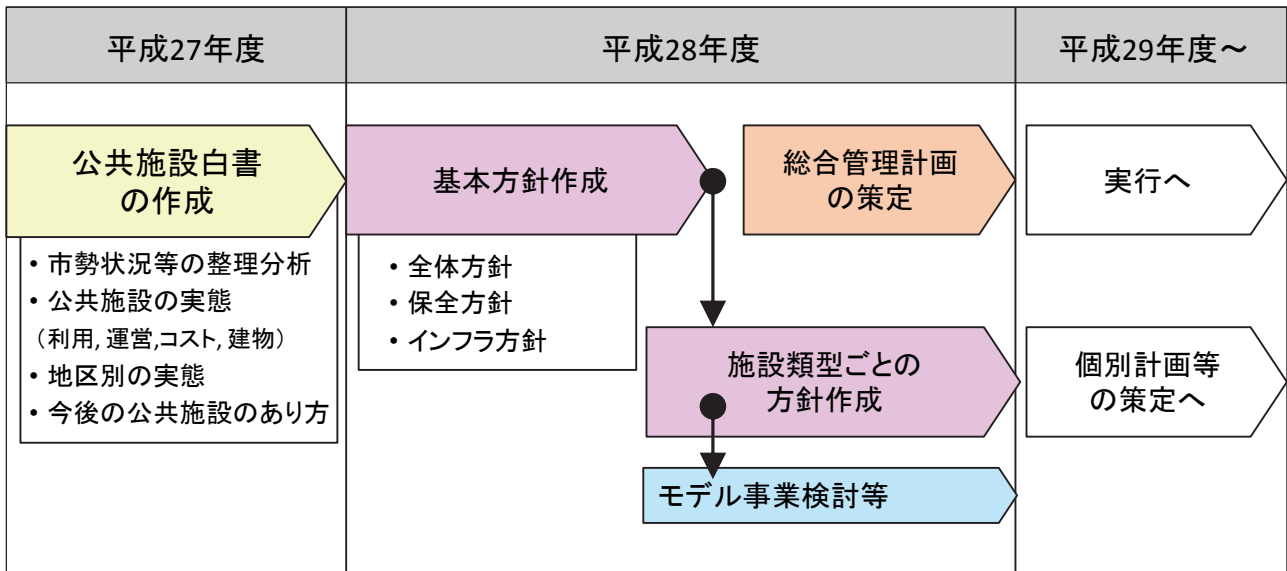 平成27年度
平成28年度
平成29年度~
公共施設白書
の作成
・市勢状況等の整理分析
・公共施設の実態
(利用, 運営,コスト, 建物)
・地区別の実態
・今後の公共施設のあり方
基本方針作成
・全体方針
・保全方針
・インフラ方針
総合管理計画
の策定
施設類型ごとの
方針作成
モデル事業検討等
実行へ
個別計画等
の策定へ